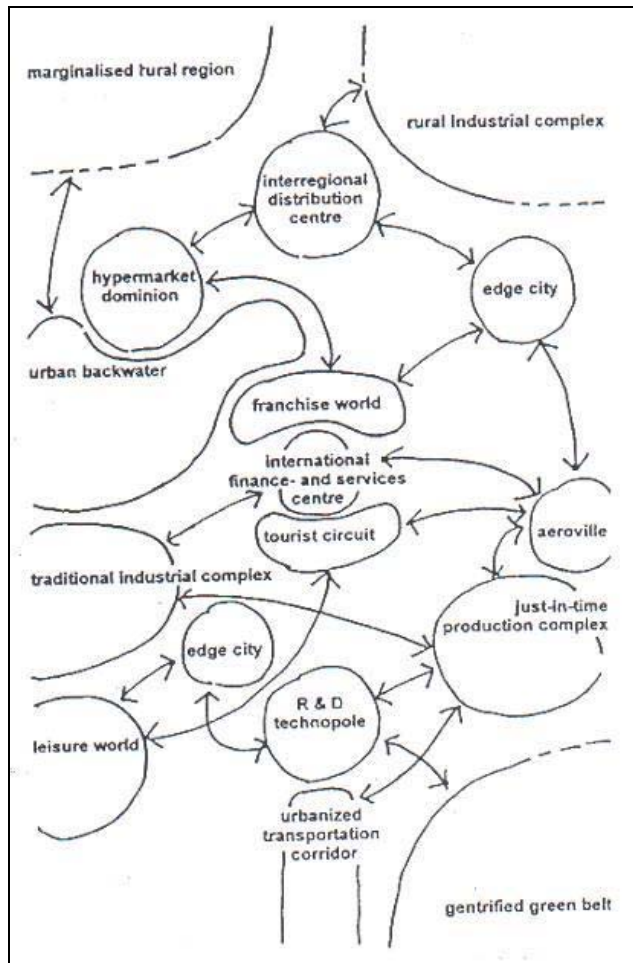 marginalised rural region
rural industrial complex
interregional
distribution
centre
hypermarket
dominion
edge city
urban backwater
franchise world
international
finance- and services
centre
tourist circuit
aeroville
traditional industrial complex
just-in-time
production complex
edge city
R & D
technopole
leisure world
urbanized
transportation
corridor
gentrified green belt